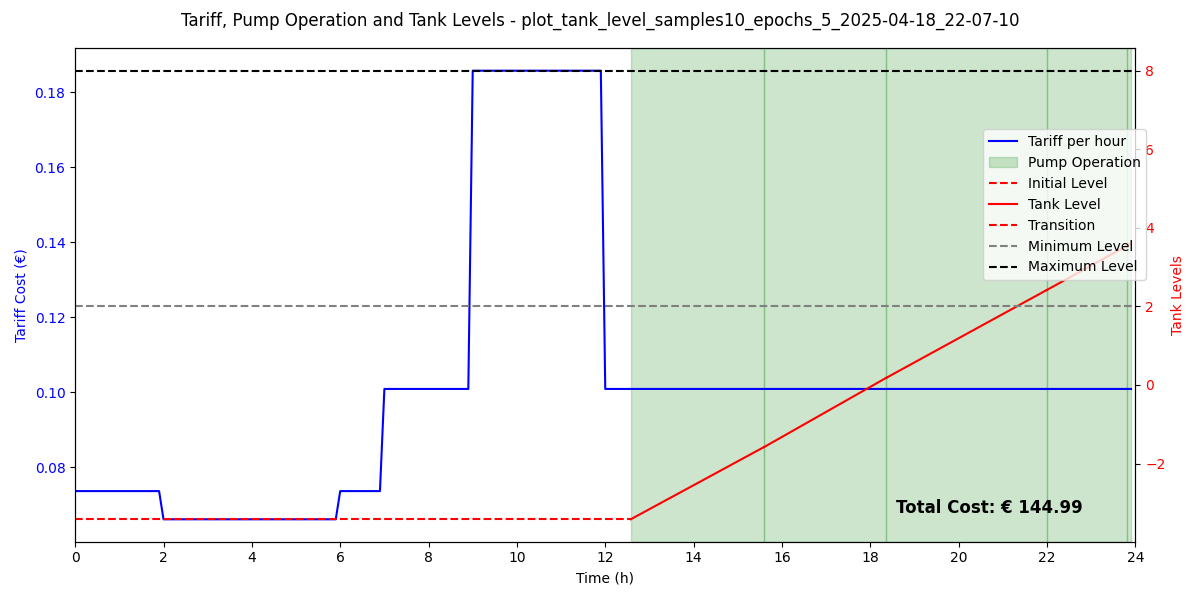 Tariff, Pump Operation and Tank Levels - plot_tank_level_samples10_epochs_5_2025-04-18_22-07-10
0.18
0.16
0.14
0.12
0.10
0.08
Tariff Cost (€)
8
6
4
2
0
−2
Tank Levels
Tariff per hour
Pump Operation
Initial Level
Tank Level
Transition
Minimum Level
Maximum Level
Total Cost: € 144.99
0 2 4 6 8 10 12 14 16 18 20 22 24
Time (h)